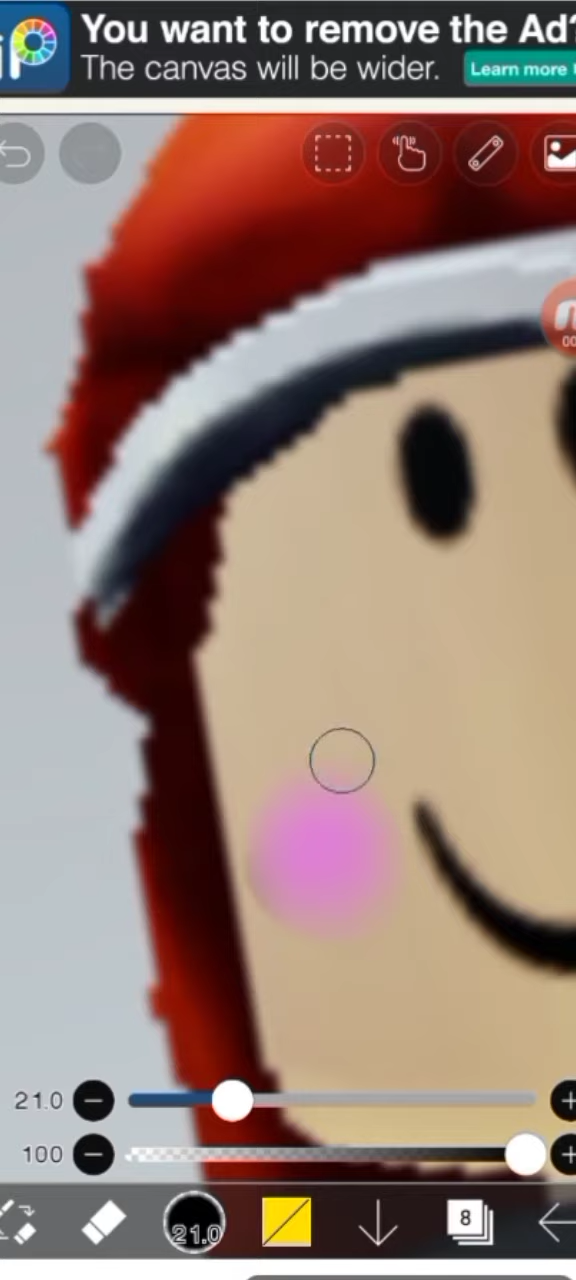 You want to remove the Ad?
The canvas will be wider.
Learn more
00
21.0
100
21.0
8